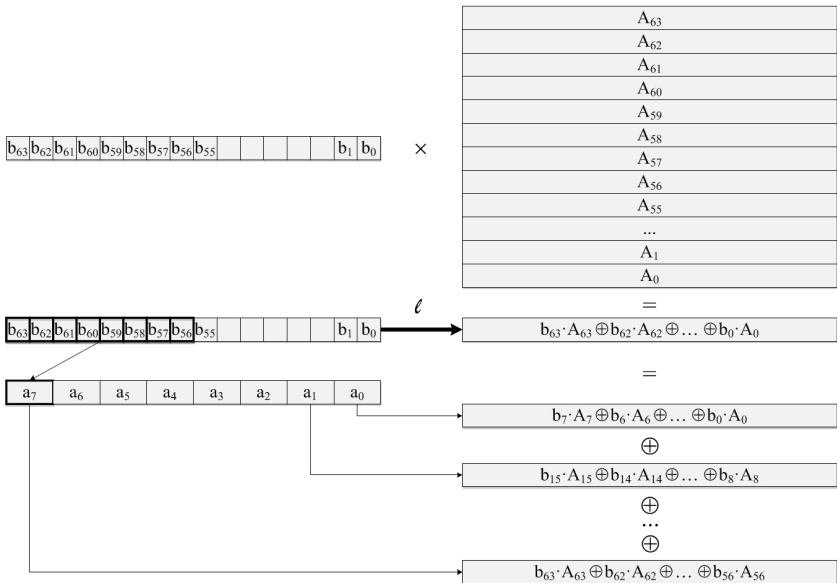 A₆₃
A₆₂
A₆₁
A₆₀
A₅₉
A₅₈
b₆₃ b₆₂ b₆₁ b₆₀ b₅₉ b₅₈ b₅₇ b₅₆ b₅₅ b₁ b₀ × A₅₇
A₅₆
A₅₅
...
A₁
A₀
ℓ =
b₆₃ b₆₂ b₆₁ b₆₀ b₅₉ b₅₈ b₅₇ b₅₆ b₅₅ b₁ b₀ b₆₃·A₆₃⊕b₆₂·A₆₂⊕… ⊕b₀·A₀
=
a₇ a₆ a₅ a₄ a₃ a₂ a₁ a₀
b₇·A₇⊕b₆·A₆⊕… ⊕b₀·A₀
⊕
b₁₅·A₁₅⊕b₁₄·A₁₄⊕… ⊕b₈·A₈
⊕
...
⊕
b₆₃·A₆₃⊕b₆₂·A₆₂⊕… ⊕b₅₆·A₅₆